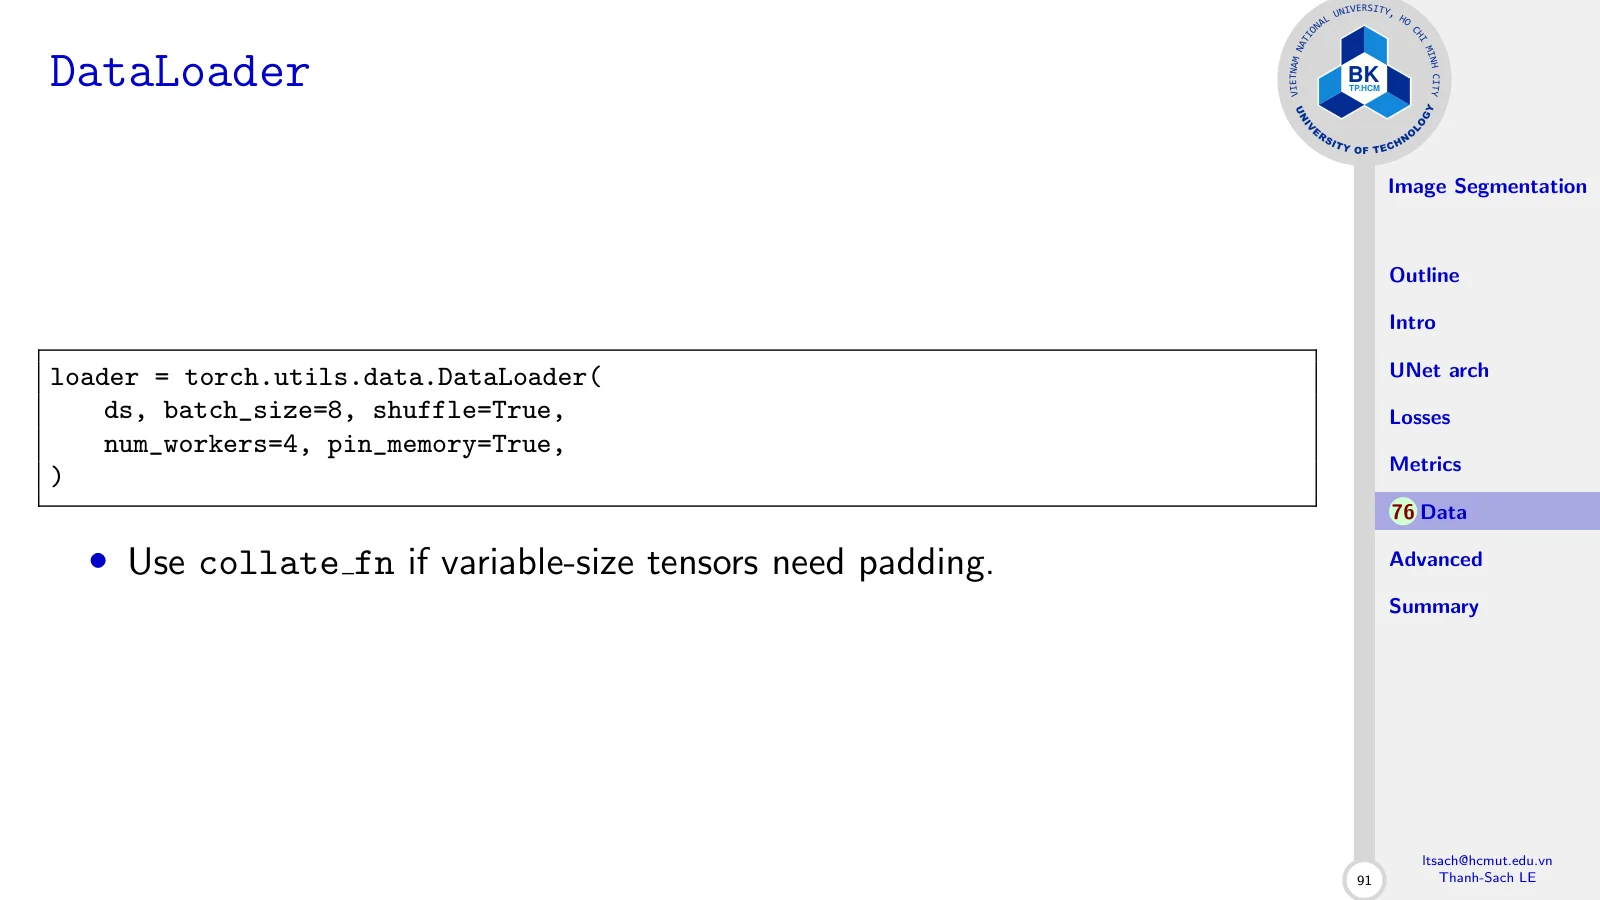 DataLoader
loader = torch.utils.data.DataLoader(
ds, batch_size=8, shuffle=True,
num_workers=4, pin_memory=True,
)
• Use collate_fn if variable-size tensors need padding.
VIETNAM NATIONAL UNIVERSITY, HO CHI MINH CITY
BK
TP.HCM
UNIVERSITY OF TECHNOLOGY
Image Segmentation
Outline
Intro
UNet arch
Losses
Metrics
76 Data
Advanced
Summary
ltsach@hcmut.edu.vn
Thanh-Sach LE
91